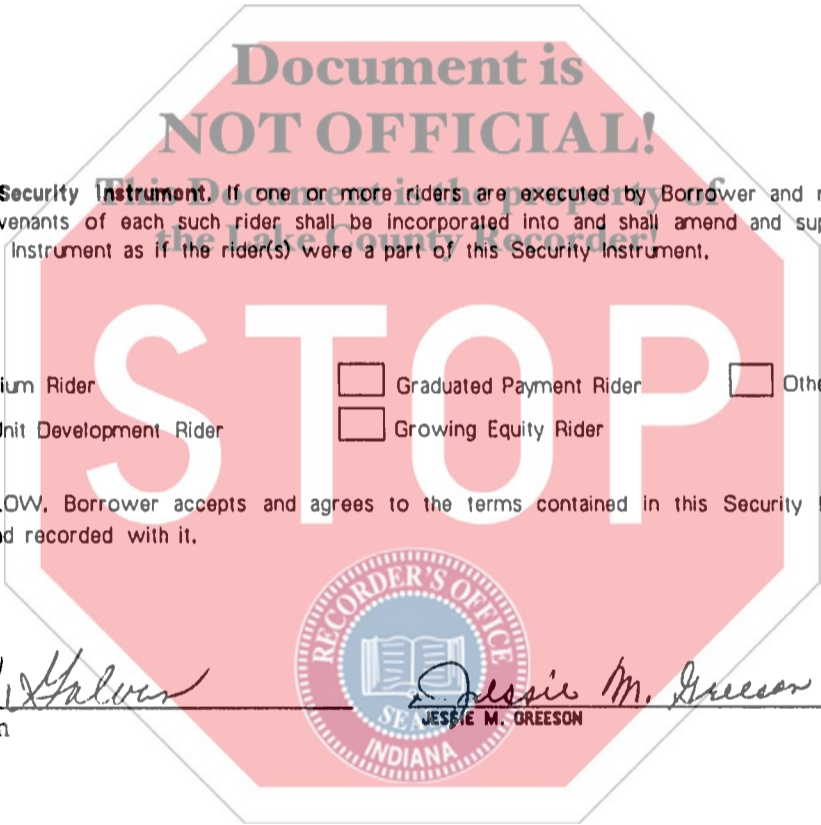 Document is
NOT OFFICIAL!
This Document is the property of
the Lake County Recorder!
Security Instrument. If one or more riders are executed by Borrower and r
venants of each such rider shall be incorporated into and shall amend and sup
Instrument as if the rider(s) were a part of this Security Instrument.
STOP
ium Rider Graduated Payment Rider Othe
Unit Development Rider Growing Equity Rider
LOW, Borrower accepts and agrees to the terms contained in this Security I
d recorded with it.
RECORDER'S OFFICE
Galvan Jessie M. Greeson
SEAL
JESSIE M. GREESON
n
INDIANA